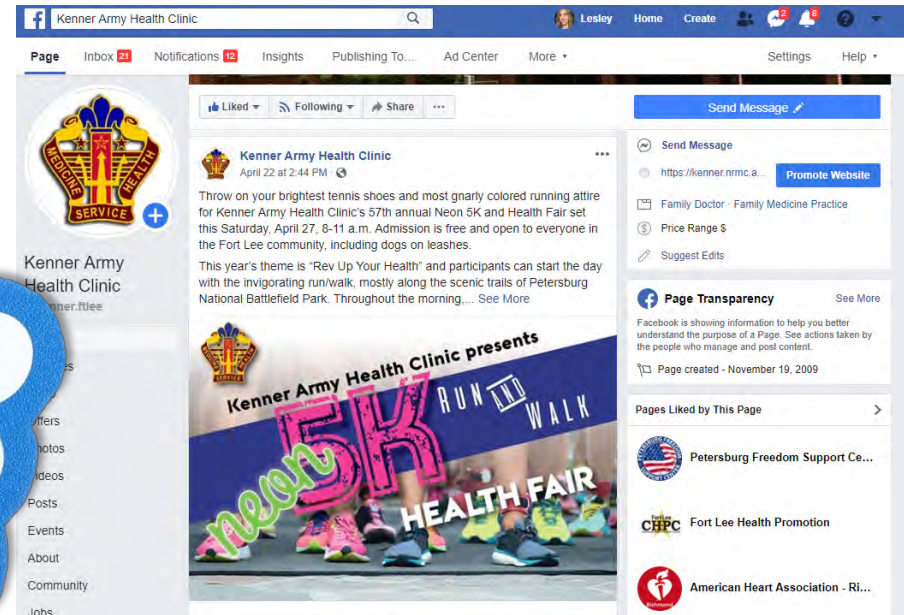 Kenner Army Health Clinic
Lesley Home Create 2 8
Page Inbox 21 Notifications 12 Insights Publishing To... Ad Center More Settings Help
Liked Following Share ...
Send Message
MEDICINE HEALTH
SERVICE
Kenner Army
Health Clinic
Kenner Army Health Clinic
April 22 at 2:44 PM
Throw on your brightest tennis shoes and most gnarly colored running attire
for Kenner Army Health Clinic's 57th annual Neon 5K and Health Fair set
this Saturday, April 27, 8-11 a.m. Admission is free and open to everyone in
the Fort Lee community, including dogs on leashes.
This year's theme is "Rev Up Your Health" and participants can start the day
with the invigorating run/walk, mostly along the scenic trails of Petersburg
National Battlefield Park. Throughout the morning,... See More
Kenner Army Health Clinic presents
neon 5K RUN AND WALK
HEALTH FAIR
Posts
Events
About
Community
Jobs
Send Message
https://kenner.nrmc.a... Promote Website
Family Doctor · Family Medicine Practice
Price Range $
Suggest Edits
Page Transparency See More
Facebook is showing information to help you better
understand the purpose of a Page. See actions taken by
the people who manage and post content.
Page created - November 19, 2009
Pages Liked by This Page
Petersburg Freedom Support Ce...
CHPC Fort Lee Health Promotion
American Heart Association - Ri...
Richmond